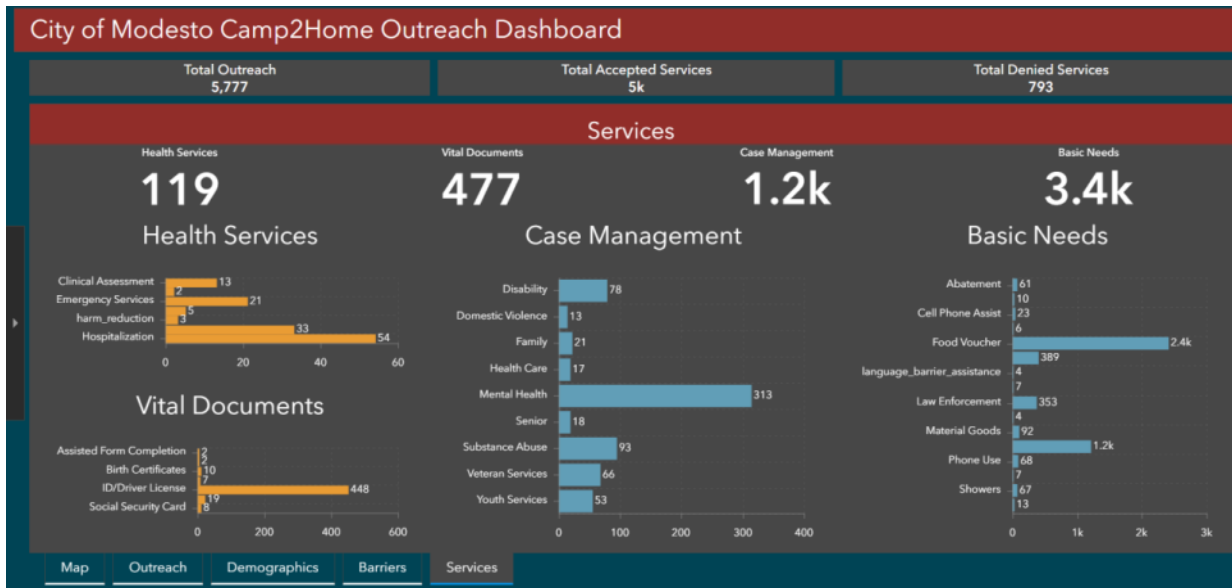 City of Modesto Camp2Home Outreach Dashboard
Total Outreach
5,777
Total Accepted Services
5k
Total Denied Services
793
Services
Health Services
119
Vital Documents
477
Case Management
1.2k
Basic Needs
3.4k
Health Services
Clinical Assessment 13
2
Emergency Services 21
5
harm_reduction 3
33
Hospitalization 54
0 20 40 60
Vital Documents
Assisted Form Completion 2
2
Birth Certificates 10
7
ID/Driver License 448
19
Social Security Card 8
0 200 400 600
Case Management
Disability 78
Domestic Violence 13
Family 21
Health Care 17
Mental Health 313
Senior 18
Substance Abuse 93
Veteran Services 66
Youth Services 53
0 100 200 300 400
Basic Needs
Abatement 61
10
Cell Phone Assist 23
6
Food Voucher 2.4k
389
language_barrier_assistance 4
7
Law Enforcement 353
4
Material Goods 92
1.2k
Phone Use 68
7
Showers 67
13
0 1k 2k 3k
Map Outreach Demographics Barriers Services